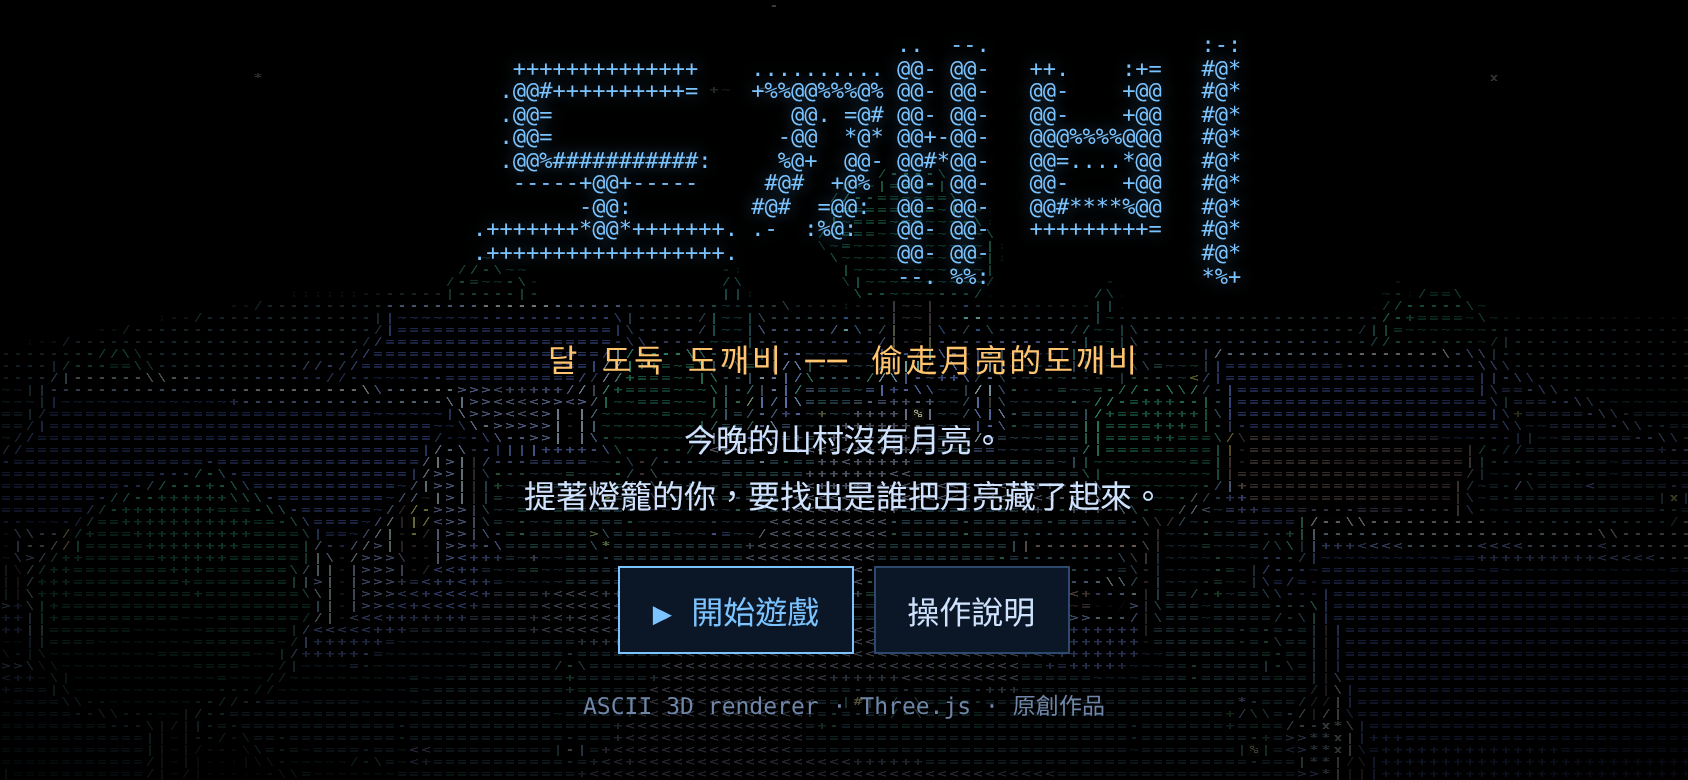 도깨비
달 도둑 도깨비 —— 偷走月亮的도깨비
今晚的山村沒有月亮。
提著燈籠的你，要找出是誰把月亮藏了起來。
▶ 開始遊戲
操作說明
ASCII 3D renderer · Three.js · 原創作品